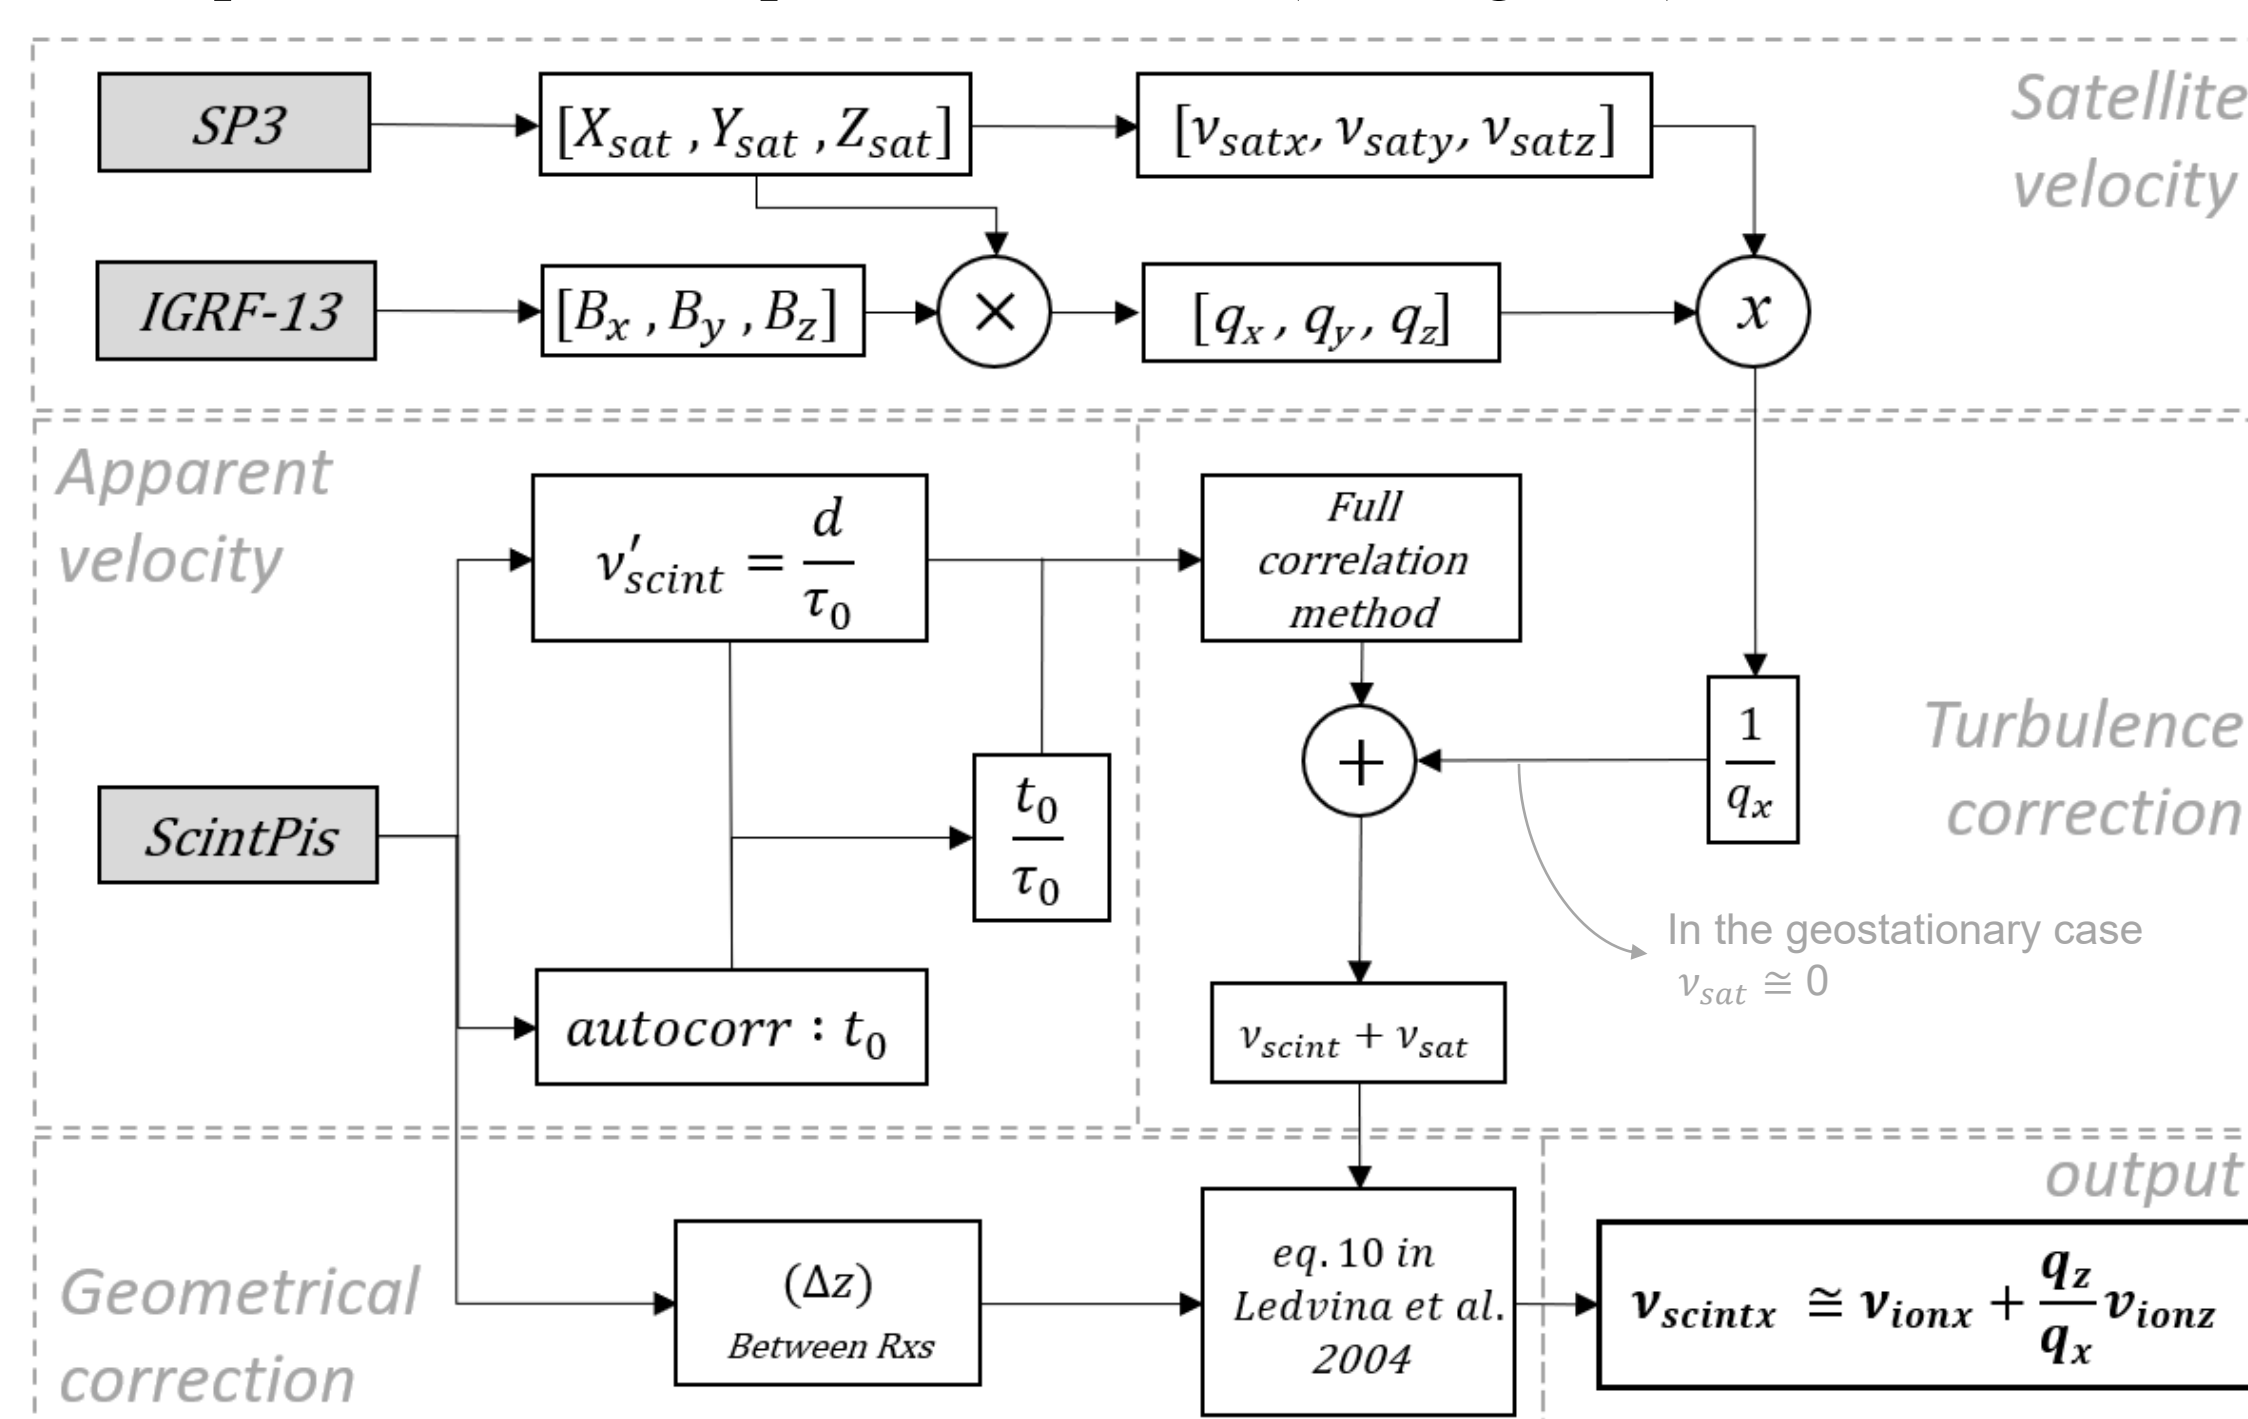 SP3
[X_sat , Y_sat , Z_sat]
[v_satx, v_saty, v_satz]
Satellite
velocity
IGRF-13
[B_x , B_y , B_z]
×
[q_x , q_y , q_z]
x
Apparent
velocity
v′_scint = d/τ_0
Full
correlation
method
+
1/q_x
Turbulence
correction
ScintPis
t_0/τ_0
In the geostationary case
v_sat ≅ 0
autocorr : t_0
v_scint + v_sat
output
Geometrical
correction
(Δz)
Between Rxs
eq. 10 in
Ledvina et al.
2004
v_scintx ≅ v_ionx + q_z/q_x v_ionz